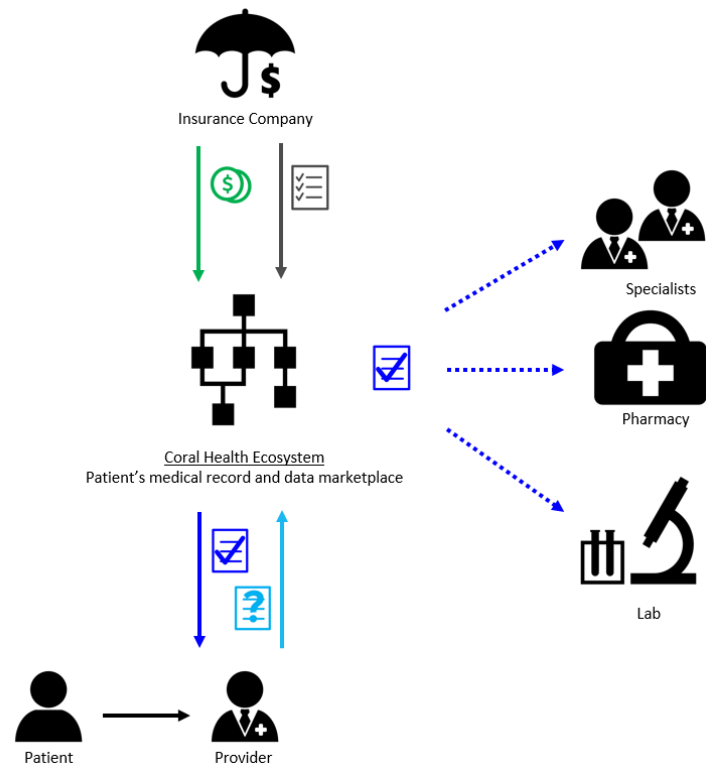 $
Insurance Company
$
Specialists
Pharmacy
Coral Health Ecosystem
Patient's medical record and data marketplace
?
Lab
Patient
Provider